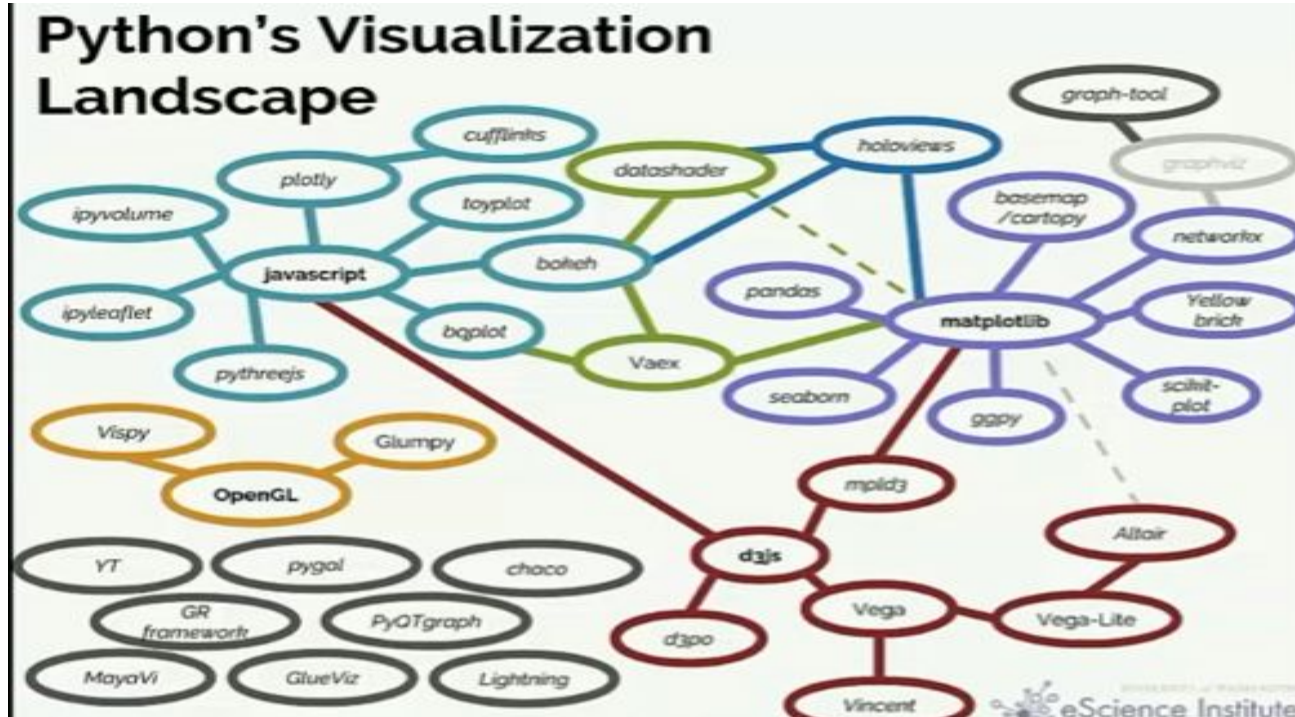 Python's Visualization
Landscape
graph-tool
cufflinks
holoviews
datashader
graphviz
plotly
basemap
/cartopy
toyplot
ipyvolume
networkx
bokeh
javascript
pandas
Yellow
brick
ipyleaflet
bqplot
matplotlib
Vaex
pythreejs
seaborn
scikit-
plot
ggpy
Vispy
Glumpy
OpenGL
mpld3
Altair
d3js
YT
pygal
chaco
GR
framework
PyQTgraph
Vega
Vega-Lite
d3po
MayaVi
GlueViz
Lightning
Vincent
eScience Institute